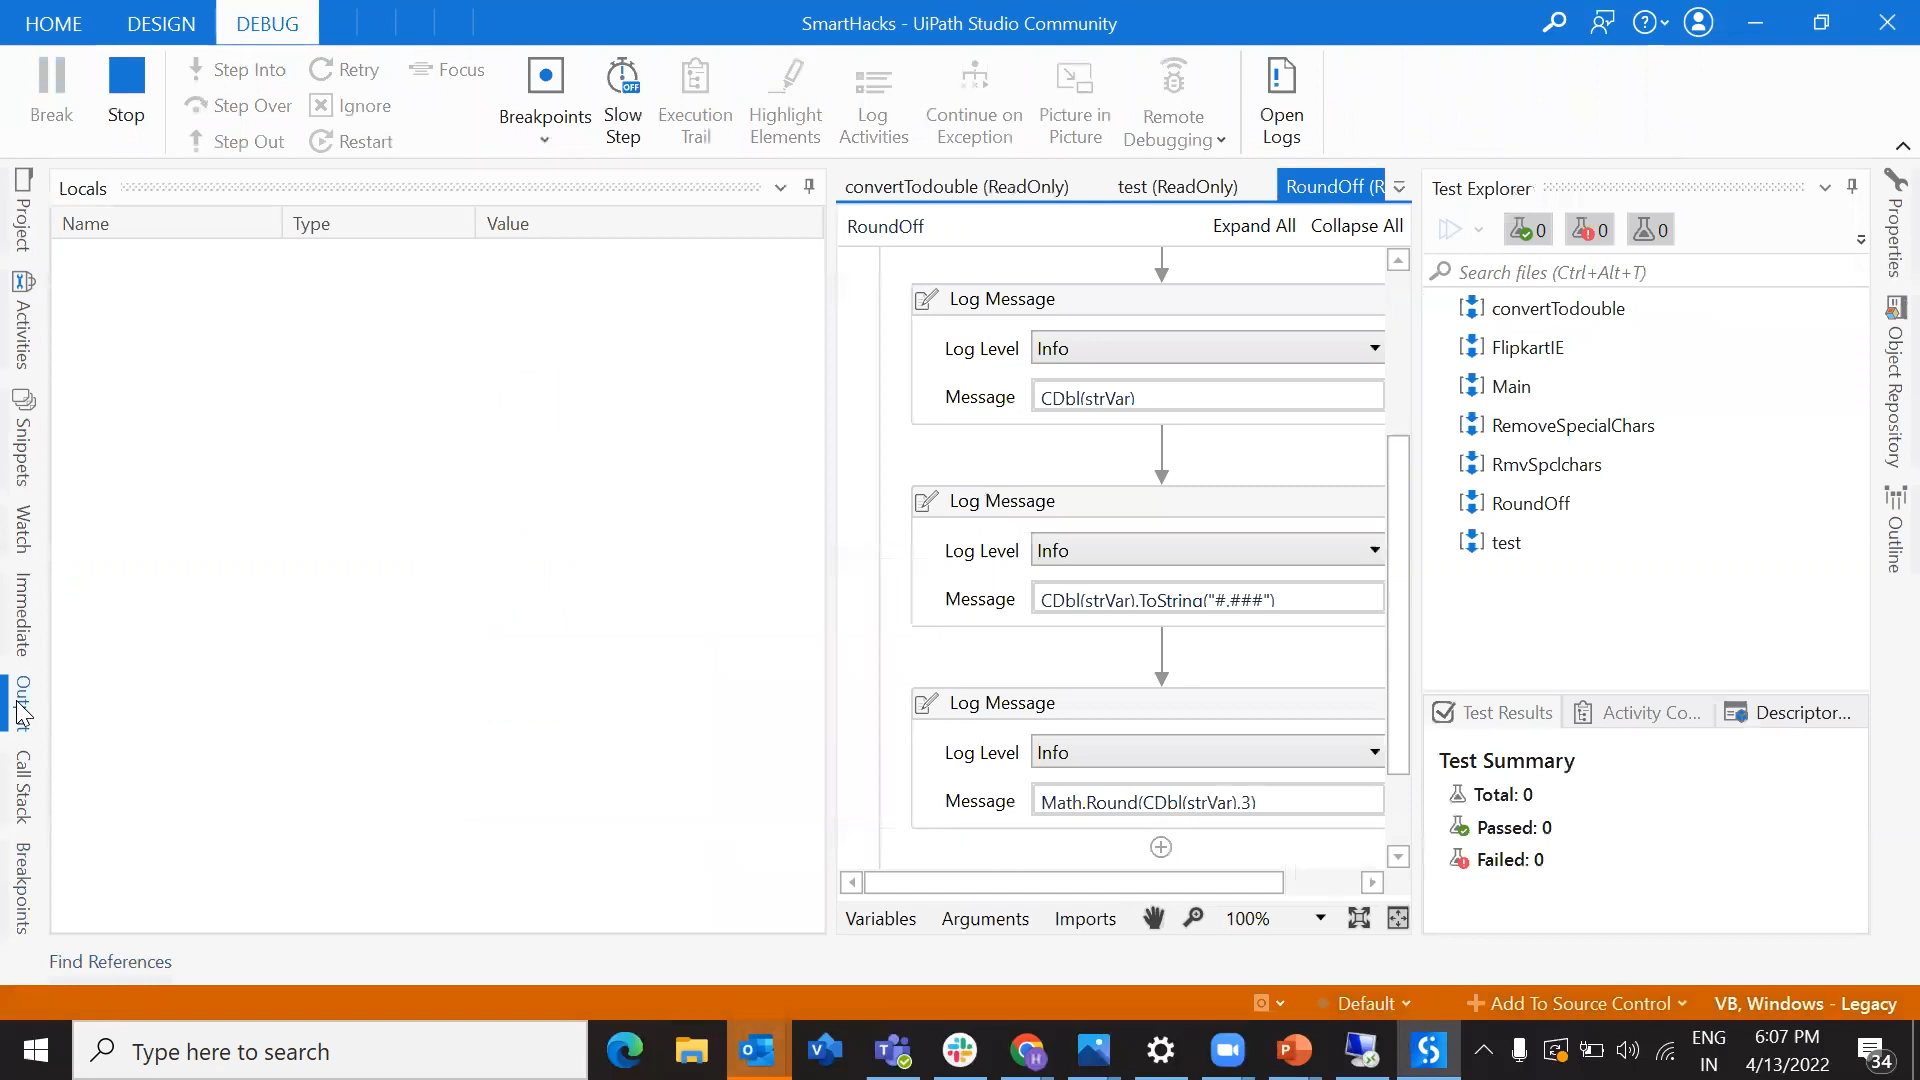 HOME DESIGN DEBUG SmartHacks - UiPath Studio Community
Break Stop Step Into Step Over Step Out Retry Ignore Restart Focus
Breakpoints Slow Step Execution Trail Highlight Elements Log Activities Continue on Exception Picture in Picture Remote Debugging Open Logs
OFF
Project
Activities
Snippets
Watch
Immediate
Call Stack
Breakpoints
Locals
Name Type Value
Find References
convertTodouble (ReadOnly) test (ReadOnly) RoundOff (R
RoundOff Expand All Collapse All
Log Message
Log Level Info
Message CDbl(strVar)
Log Message
Log Level Info
Message CDbl(strVar).ToString("#.###")
Log Message
Log Level Info
Message Math.Round(CDbl(strVar),3)
Variables Arguments Imports 100%
Test Explorer
0 0 0
Search files (Ctrl+Alt+T)
convertTodouble
FlipkartIE
Main
RemoveSpecialChars
RmvSpclchars
RoundOff
test
Test Results Activity Co... Descriptor...
Test Summary
Total: 0
Passed: 0
Failed: 0
Properties
Object Repository
Outline
Default Add To Source Control VB, Windows - Legacy
Type here to search
ENG
IN
6:07 PM
4/13/2022
34